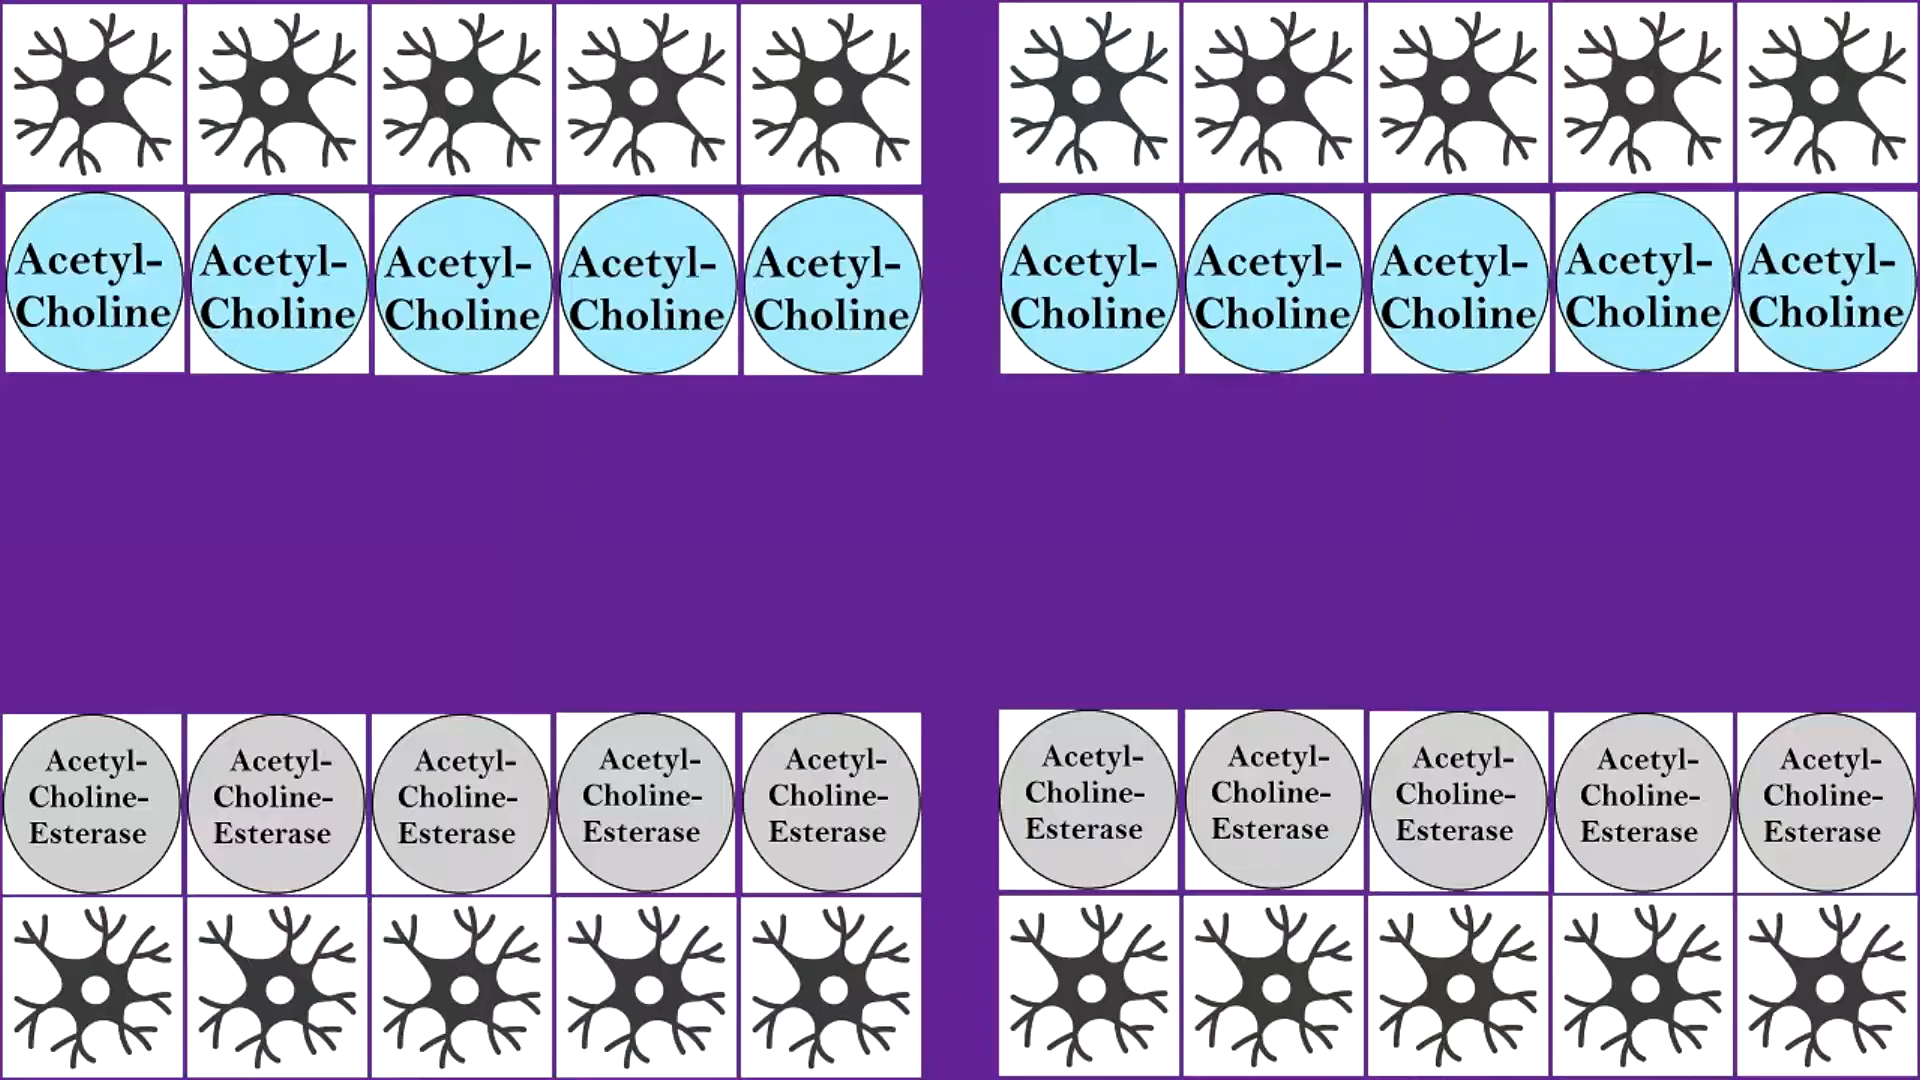 Acetyl- Acetyl- Acetyl- Acetyl- Acetyl- Acetyl- Acetyl- Acetyl- Acetyl- Acetyl-
Choline Choline Choline Choline Choline Choline Choline Choline Choline Choline
Acetyl- Acetyl- Acetyl- Acetyl- Acetyl- Acetyl- Acetyl- Acetyl- Acetyl- Acetyl-
Choline- Choline- Choline- Choline- Choline- Choline- Choline- Choline- Choline- Choline-
Esterase Esterase Esterase Esterase Esterase Esterase Esterase Esterase Esterase Esterase